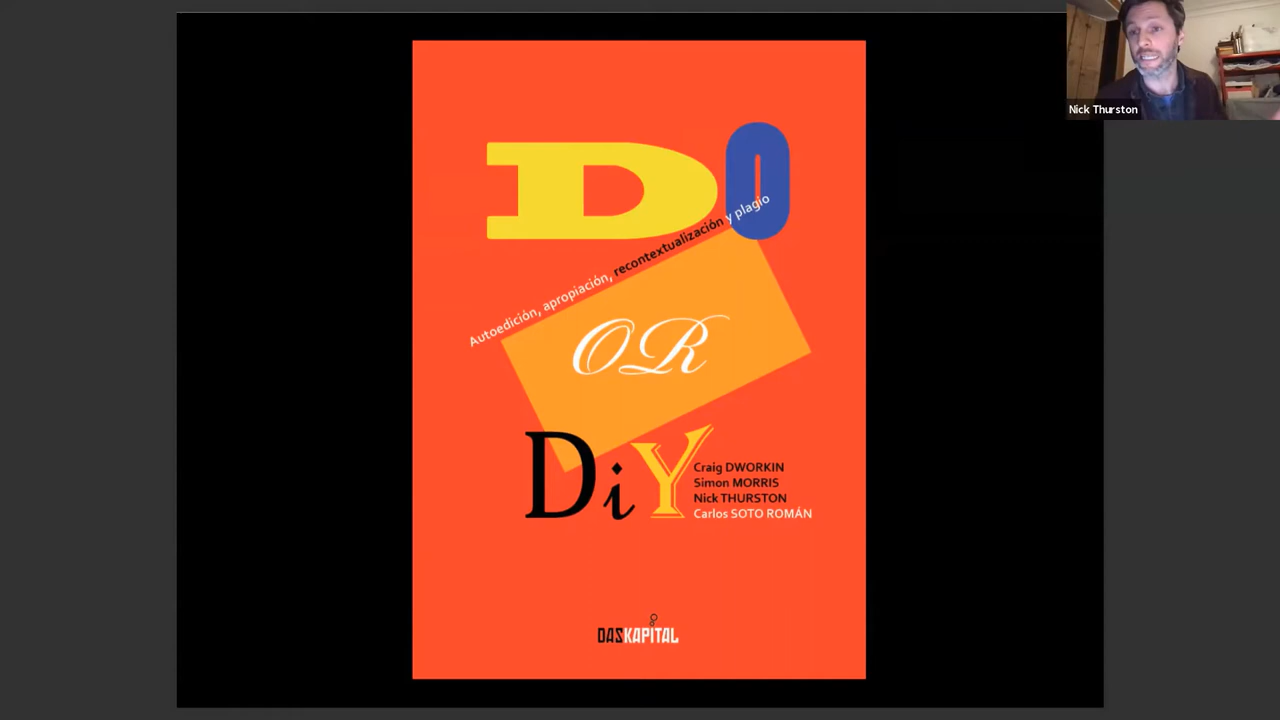 Nick Thurston
DO
Autoedición, apropiación, recontextualización y plagio
OR
DiY
Craig DWORKIN
Simon MORRIS
Nick THURSTON
Carlos SOTO ROMÁN
DASKAPITAL